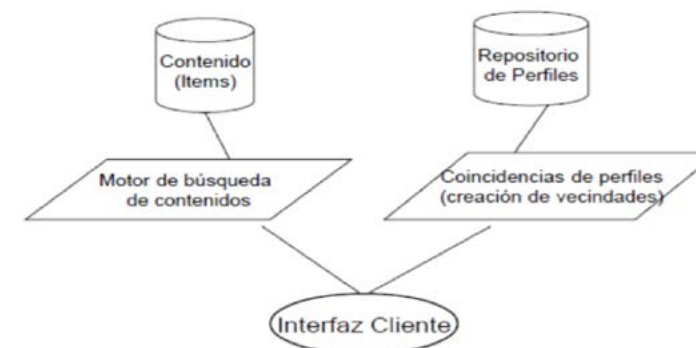 Contenido
(Items)
Repositorio
de Perfiles
Motor de búsqueda
de contenidos
Coincidencias de perfiles
(creación de vecindades)
Interfaz Cliente